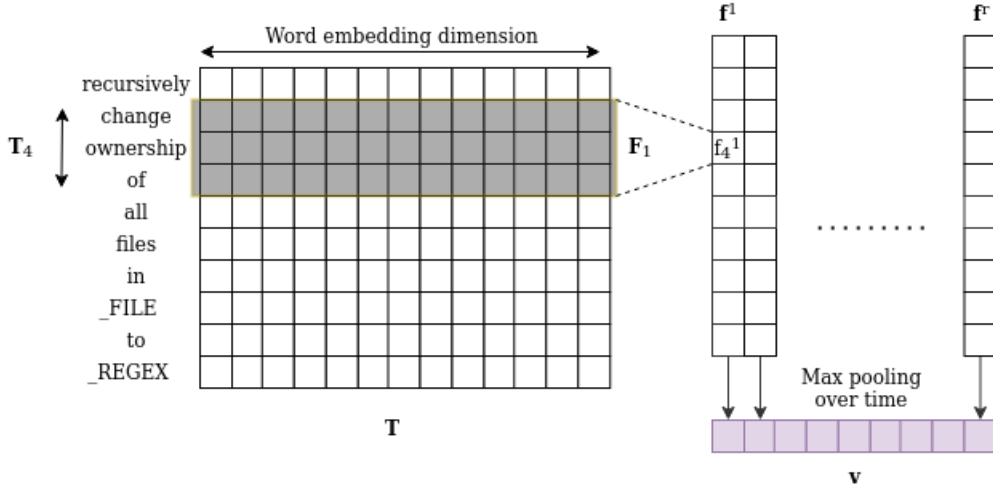 f¹ fʳ
Word embedding dimension
recursively
change
T₄ ownership F₁ f₄¹
of
all
files
in
_FILE
to
_REGEX
Max pooling
over time
T
v